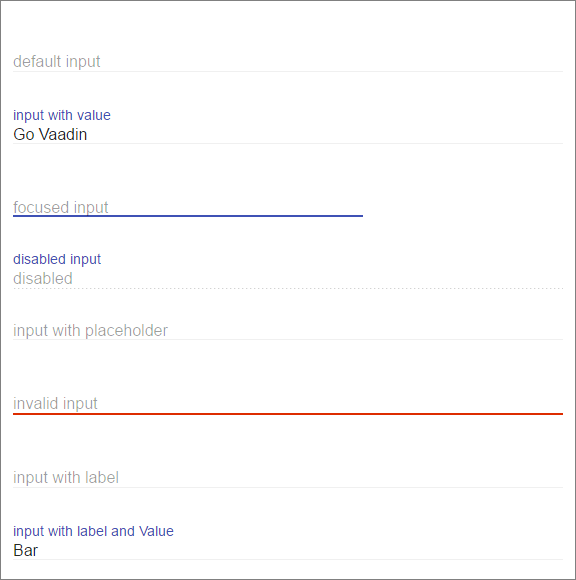 default input
input with value
Go Vaadin
focused input
disabled input
disabled
input with placeholder
invalid input
input with label
input with label and Value
Bar